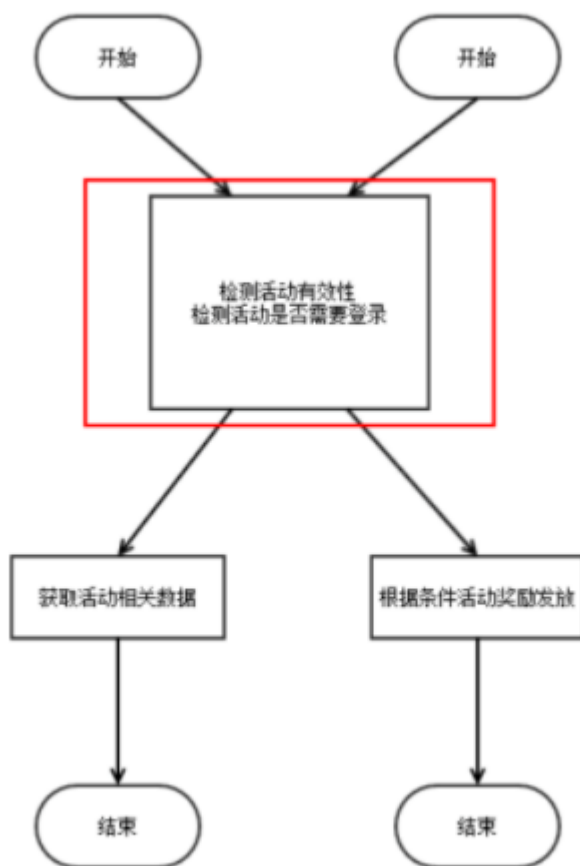 开始
开始
检测活动有效性
检测活动是否需要登录
获取活动相关数据
根据条件活动奖励发放
结束
结束